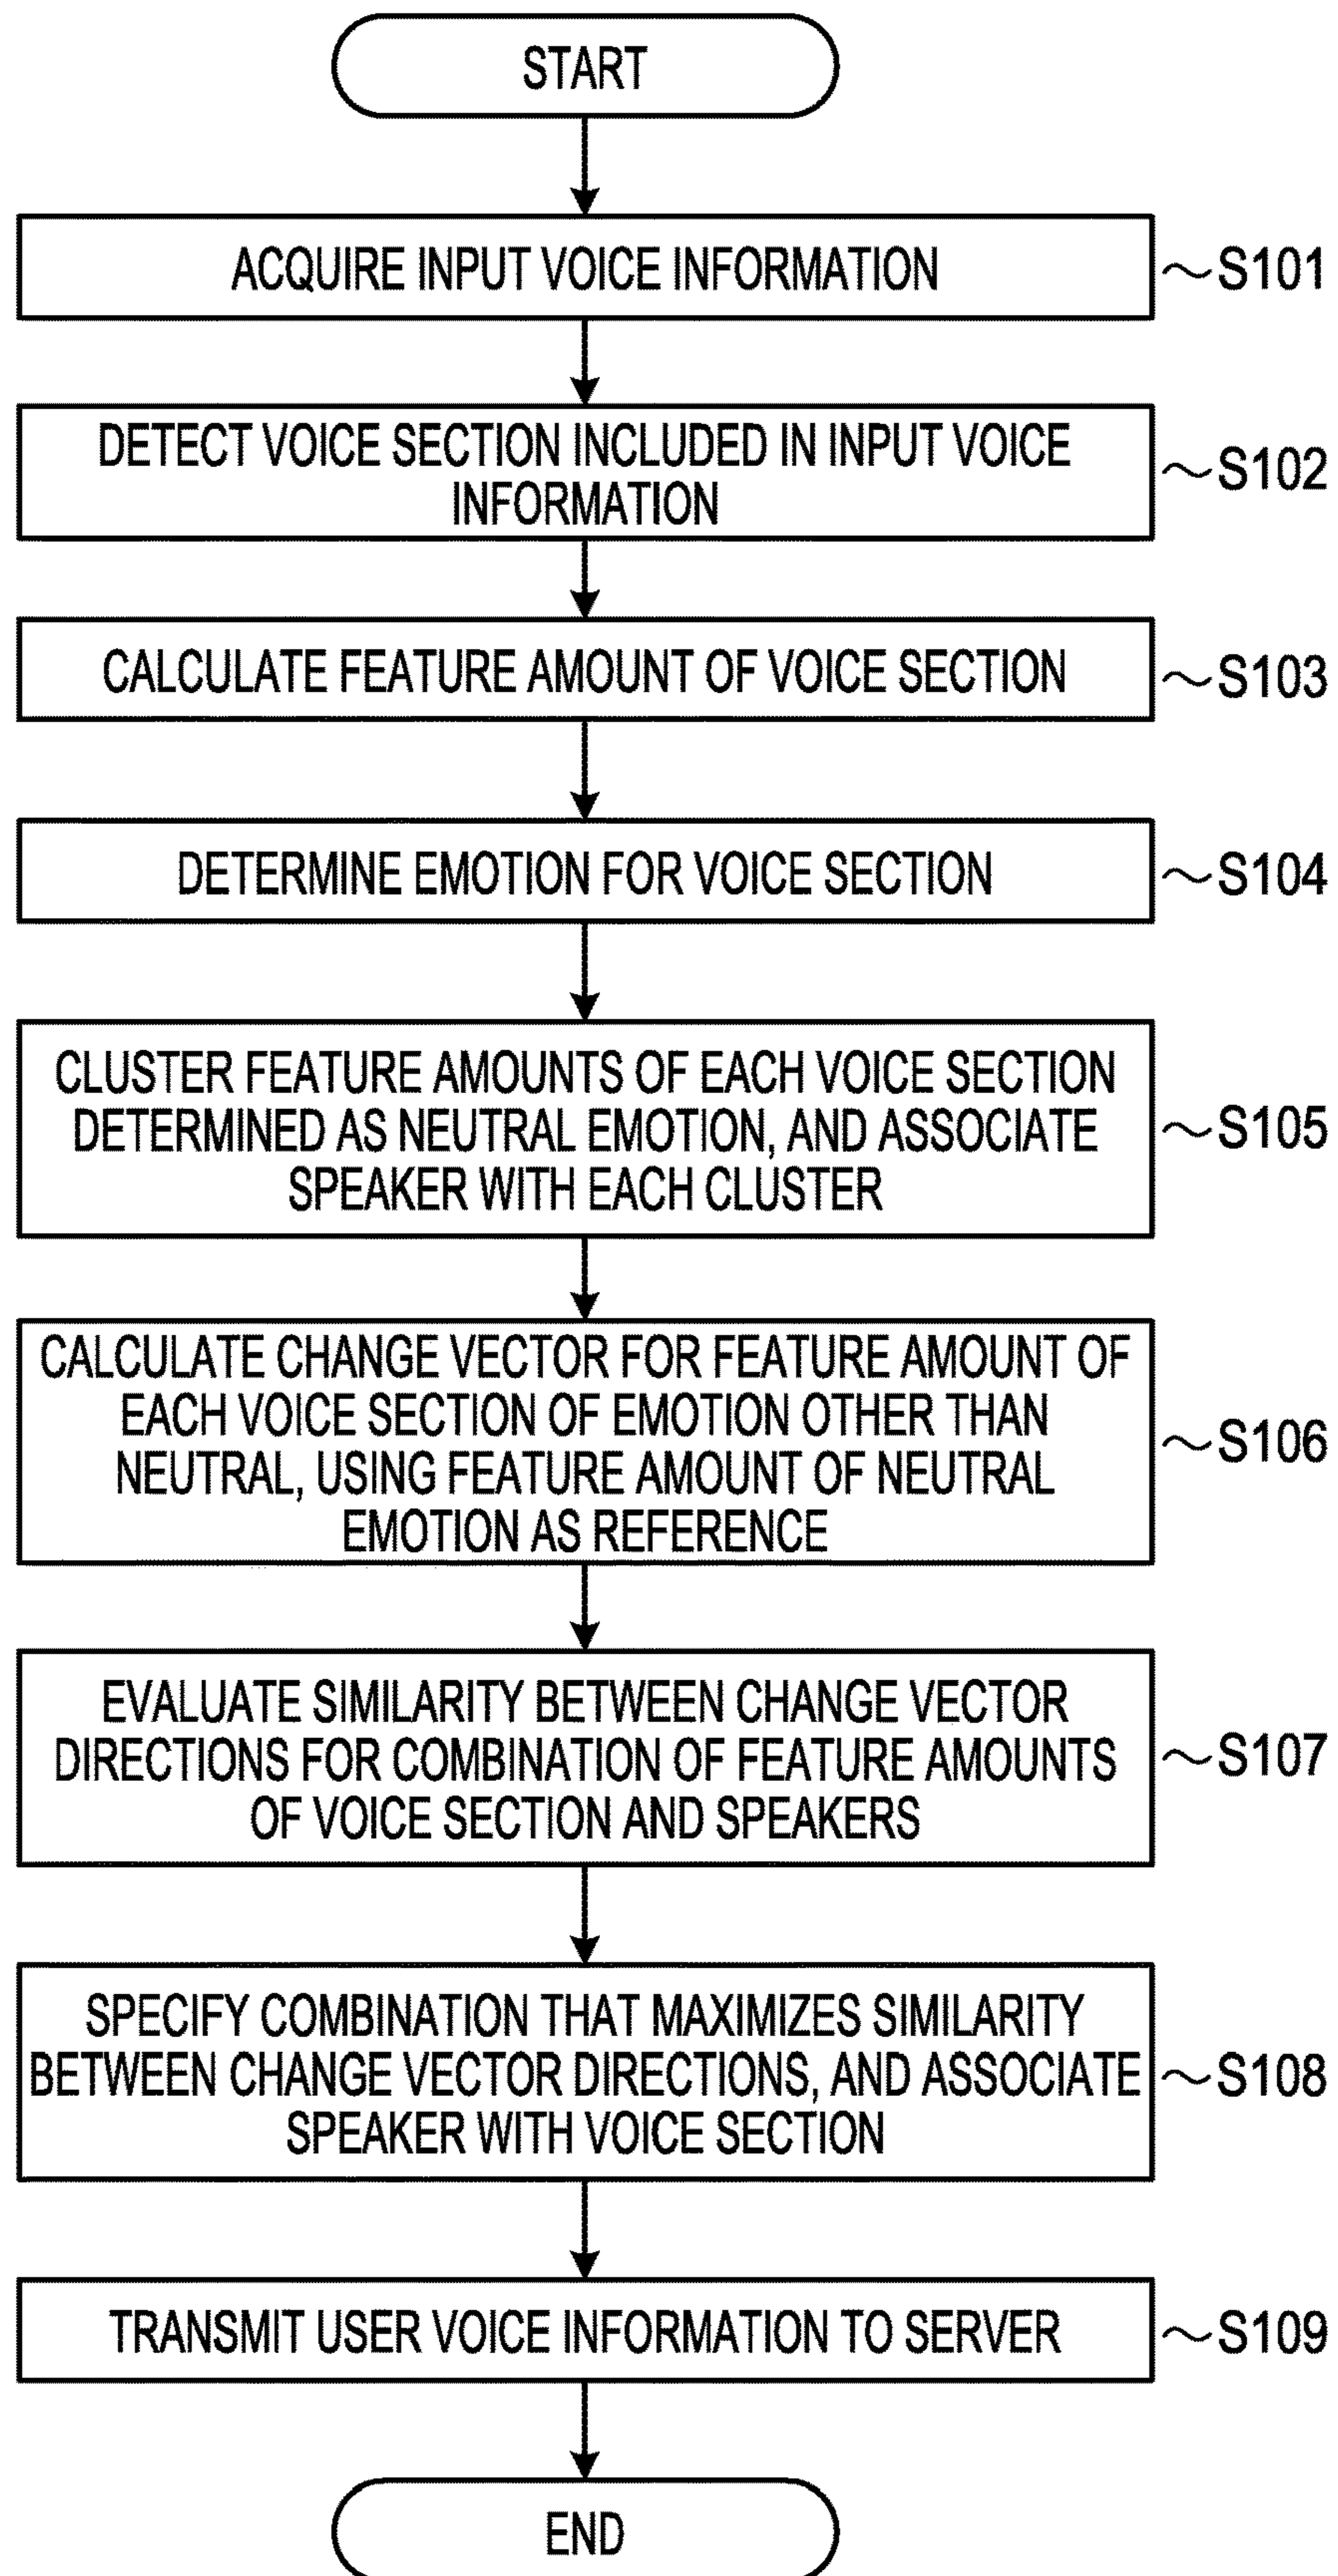 START
ACQUIRE INPUT VOICE INFORMATION
S101
DETECT VOICE SECTION INCLUDED IN INPUT VOICE
INFORMATION
S102
CALCULATE FEATURE AMOUNT OF VOICE SECTION
S103
DETERMINE EMOTION FOR VOICE SECTION
S104
CLUSTER FEATURE AMOUNTS OF EACH VOICE SECTION
DETERMINED AS NEUTRAL EMOTION, AND ASSOCIATE
SPEAKER WITH EACH CLUSTER
S105
CALCULATE CHANGE VECTOR FOR FEATURE AMOUNT OF
EACH VOICE SECTION OF EMOTION OTHER THAN
NEUTRAL, USING FEATURE AMOUNT OF NEUTRAL
EMOTION AS REFERENCE
S106
EVALUATE SIMILARITY BETWEEN CHANGE VECTOR
DIRECTIONS FOR COMBINATION OF FEATURE AMOUNTS
OF VOICE SECTION AND SPEAKERS
S107
SPECIFY COMBINATION THAT MAXIMIZES SIMILARITY
BETWEEN CHANGE VECTOR DIRECTIONS, AND ASSOCIATE
SPEAKER WITH VOICE SECTION
S108
TRANSMIT USER VOICE INFORMATION TO SERVER
S109
END